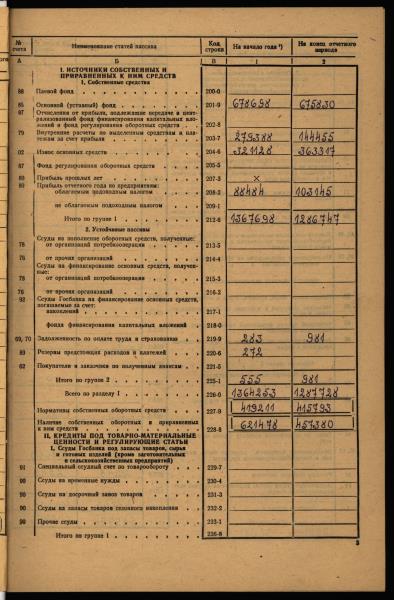 № счета | Наименование статей пассива | Код строки | На начало года ¹) | На конец отчетного периода
А | Б | В | 1 | 2
I. ИСТОЧНИКИ СОБСТВЕННЫХ И
ПРИРАВНЕННЫХ К НИМ СРЕДСТВ
1. Собственные средства
88 Паевой фонд 200-0
85 Основной (уставный) фонд 201-9 678698 675830
87 Отчисления от прибыли, подлежащие передаче в централизованный фонд финансирования капитальных вложений и фонд регулирования оборотных средств 202-8
79 Внутренние расчеты по выделенным средствам и платежам за счет прибыли 203-7 279388 144455
02 Износ основных средств 204-6 321128 363317
87 Фонд регулирования оборотных средств 205-5
89 Прибыль прошлых лет 207-3 ×
89 Прибыль отчетного года по предприятиям:
облагаемым подоходным налогом 208-2 88484 103145
не облагаемым подоходным налогом 209-1
Итого по группе 1 212-6 1367698 1286747
2. Устойчивые пассивы
Ссуды на пополнение оборотных средств, полученные:
78 от организаций потребкооперации 213-5
76 от прочих организаций 214-4
Ссуды на финансирование основных средств, полученные:
78 от организаций потребкооперации 215-3
76 от прочих организаций 216-2
92 Ссуды Госбанка на финансирование основных средств, погашаемые за счет:
накоплений 217-1
фонда финансирования капитальных вложений 218-0
69, 70 Задолженность по оплате труда и страхованию 219-9 283 981
89 Резервы предстоящих расходов и платежей 220-6 272
62 Покупатели и заказчики по полученным авансам 221-5
Итого по группе 2 225-1 555 981
Всего по разделу I 226-0 1287728
Нормативы собственных оборотных средств 227-9 419211 415793
Наличие собственных оборотных и приравненных к ним средств 228-8 621478 457380
II. КРЕДИТЫ ПОД ТОВАРНО-МАТЕРИАЛЬНЫЕ
ЦЕННОСТИ И РЕГУЛИРУЮЩИЕ СТАТЬИ
1. Ссуды Госбанка под запасы товаров, сырья
и готовых изделий (кроме заготовительных
и сельскохозяйственных предприятий)
91 Специальный ссудный счет по товарообороту 229-7
90 Ссуды на временные нужды 230-4
90 Ссуды на досрочный завоз товаров 231-3
90 Ссуды на запасы товаров сезонного накопления 232-2
90 Прочие ссуды 233-1
Итого по группе 1 236-8
3